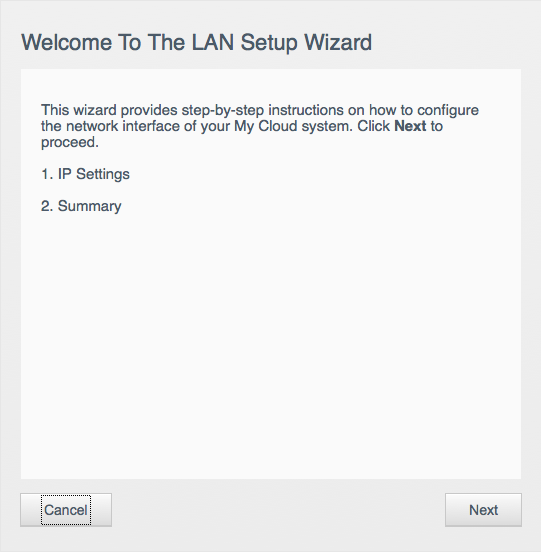 Welcome To The LAN Setup Wizard
This wizard provides step-by-step instructions on how to configure
the network interface of your My Cloud system. Click Next to
proceed.
1. IP Settings
2. Summary
Cancel
Next